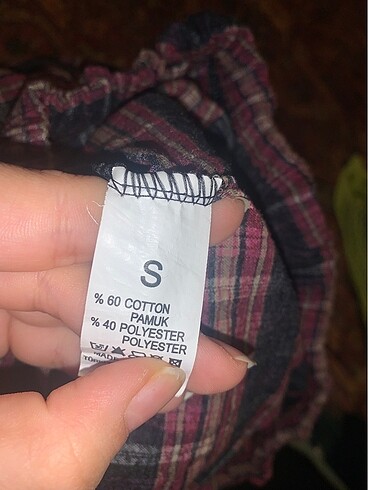 S
% 60 COTTON
PAMUK
% 40 POLYESTER
POLYESTER